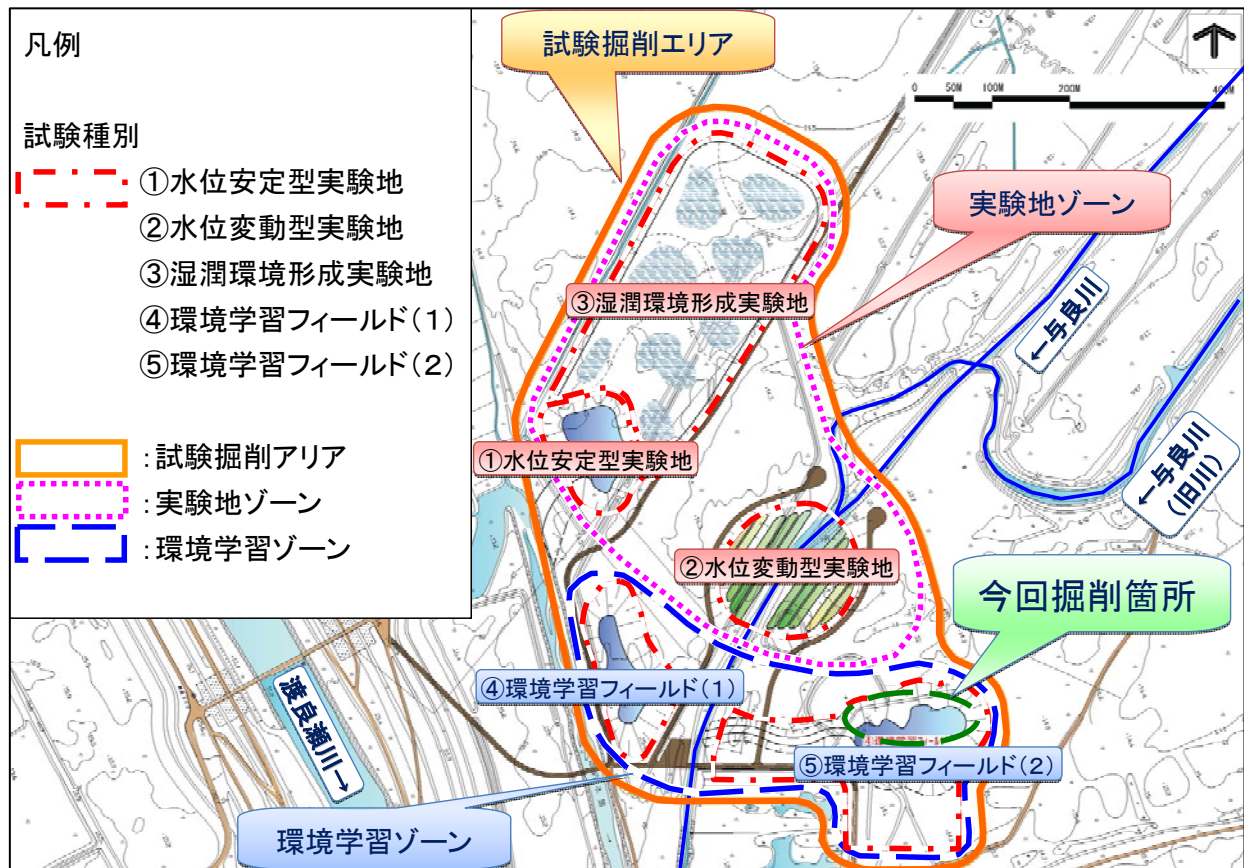 凡例
試験種別
①水位安定型実験地
②水位変動型実験地
③湿潤環境形成実験地
④環境学習フィールド(1)
⑤環境学習フィールド(2)
:試験掘削アリア
:実験地ゾーン
:環境学習ゾーン
試験掘削エリア
0 50M 100M 200M 400M
実験地ゾーン
③湿潤環境形成実験地
←与良川
①水位安定型実験地
←与良川
(旧川)
②水位変動型実験地
今回掘削箇所
④環境学習フィールド(1)
渡良瀬川→
⑤環境学習フィールド(2)
環境学習ゾーン